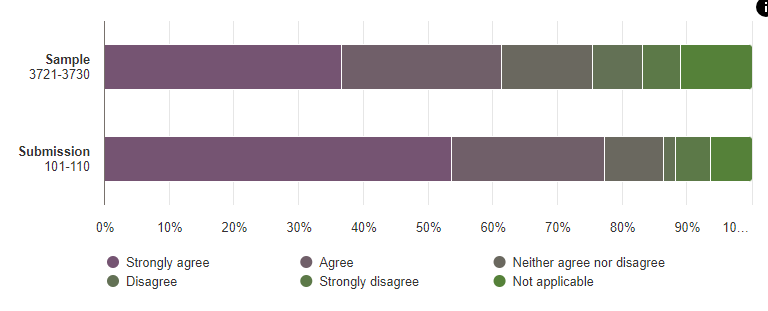 Sample
3721-3730
Submission
101-110
0% 10% 20% 30% 40% 50% 60% 70% 80% 90% 10...
Strongly agree Agree Neither agree nor disagree
Disagree Strongly disagree Not applicable